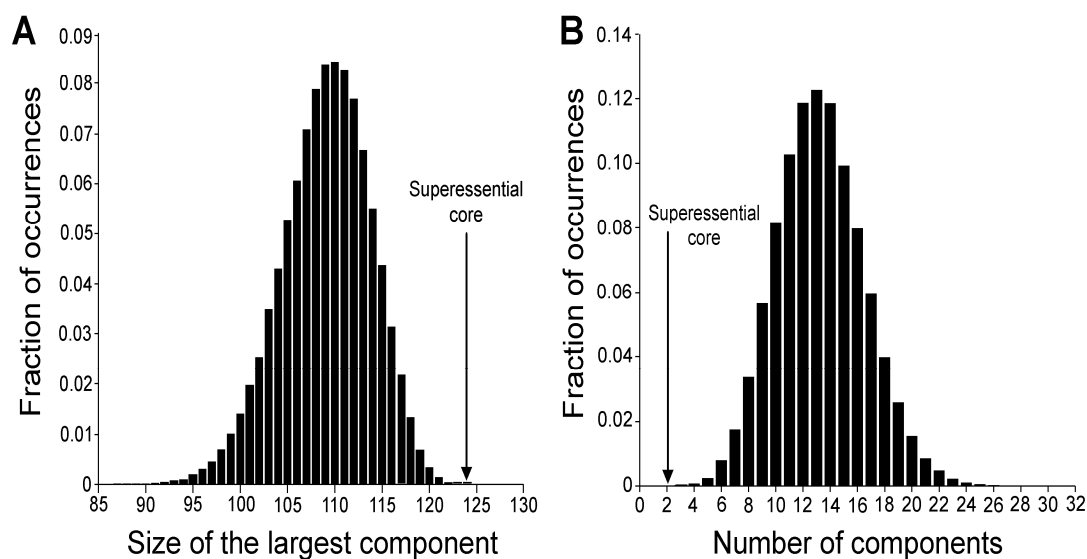 A
Fraction of occurrences
0.09
0.08
0.07
0.06
0.05
0.04
0.03
0.02
0.01
0
Superessential
core
85 90 95 100 105 110 115 120 125 130
Size of the largest component
B
Fraction of occurrences
0.14
0.12
0.10
0.08
0.06
0.04
0.02
0
Superessential
core
0 2 4 6 8 10 12 14 16 18 20 22 24 26 28 30 32
Number of components